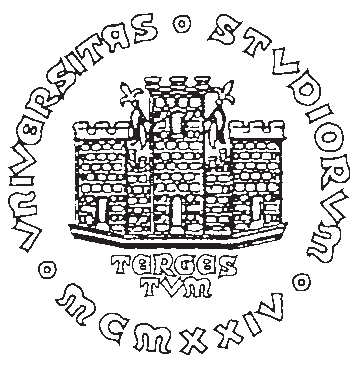 VNIVERSITAS STVDIORVM MCMXXIV
TERGES
TVM